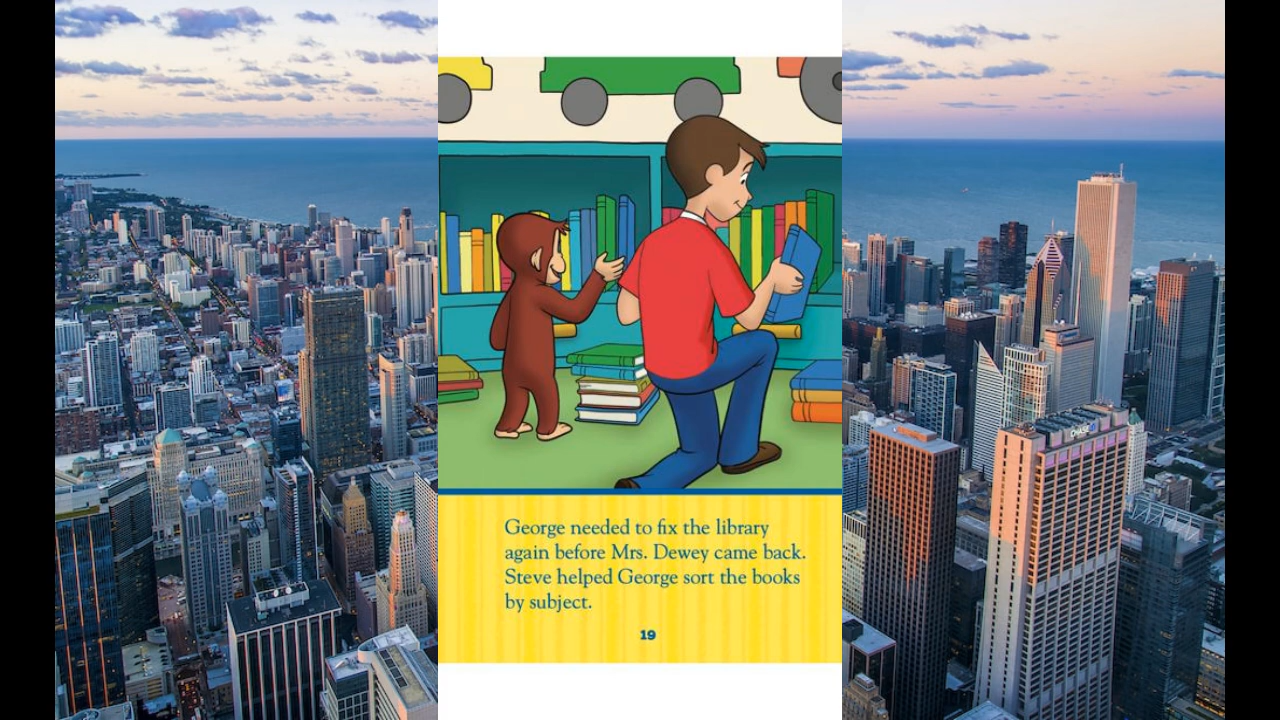 CHASE
George needed to fix the library
again before Mrs. Dewey came back.
Steve helped George sort the books
by subject.
19